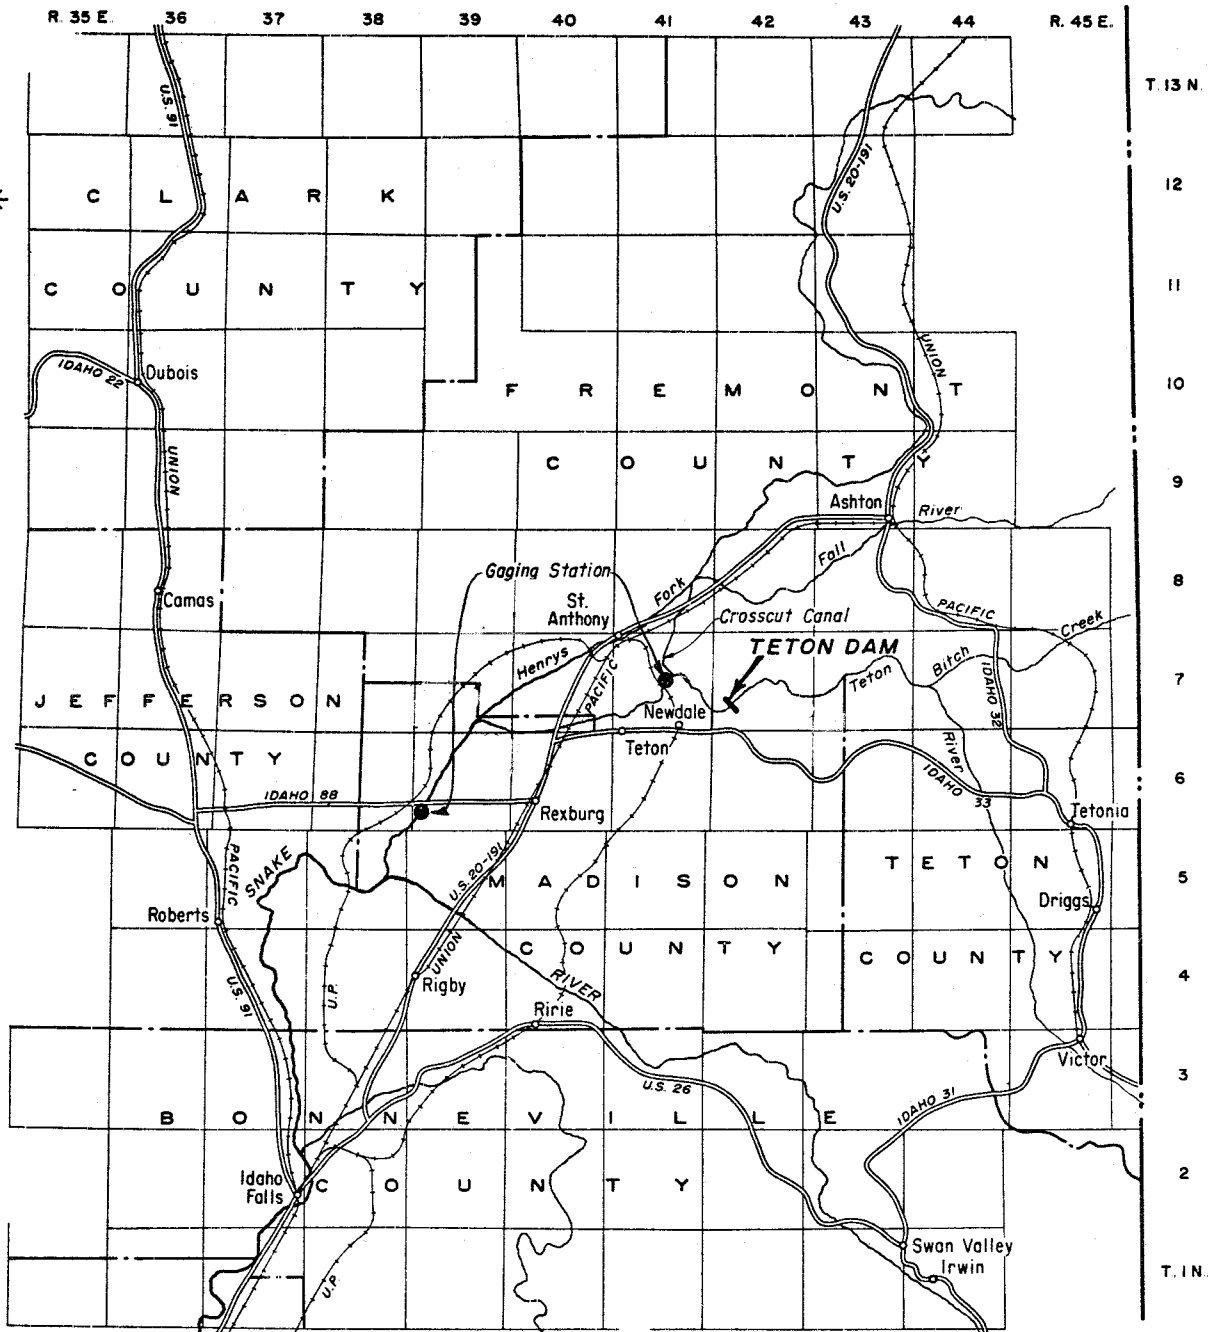 R. 35 E. 36 37 38 39 40 41 42 43 44 R. 45 E.
T. 13 N.
U.S. 91
U.S. 20-191
12
C L A R K
11
C O U N T Y
UNION
Dubois
IDAHO 22
10
F R E M O N T
UNION
C O U N T Y
9
Ashton
River
Fall
Gaging Station
8
Camas
St.
Anthony
Fork
Crosscut Canal
PACIFIC
Creek
TETON DAM
Henrys
Bitch
Teton
7
PACIFIC
IDAHO 32
J E F F E R S O N
Newdale
Teton
River
C O U N T Y
6
IDAHO 88
IDAHO
33
Rexburg
Tetonia
PACIFIC
SNAKE
U.S. 20-191
T E T O N
M A D I S O N
5
Roberts
Driggs
UNION
C O U N T Y
C O U N T Y
4
U.S. 91
U.P.
Rigby
RIVER
Ririe
Victor
3
U.S. 26
IDAHO 31
B O N N E V I L L E
2
Idaho
Falls
C O U N T Y
Swan Valley
Irwin
T. 1 N.
U.P.